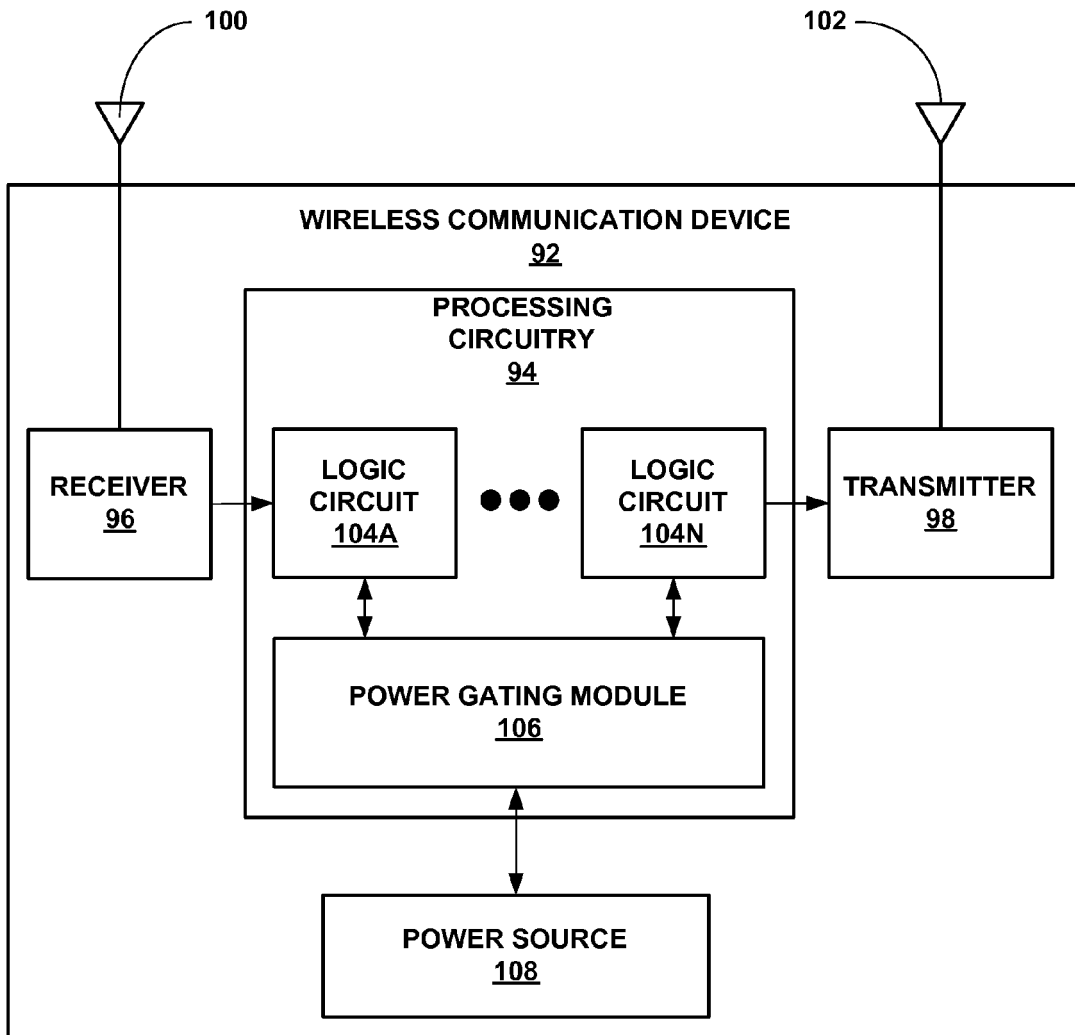 100
102
WIRELESS COMMUNICATION DEVICE
92
PROCESSING
CIRCUITRY
94
RECEIVER
96
LOGIC
CIRCUIT
104A
LOGIC
CIRCUIT
104N
TRANSMITTER
98
POWER GATING MODULE
106
POWER SOURCE
108